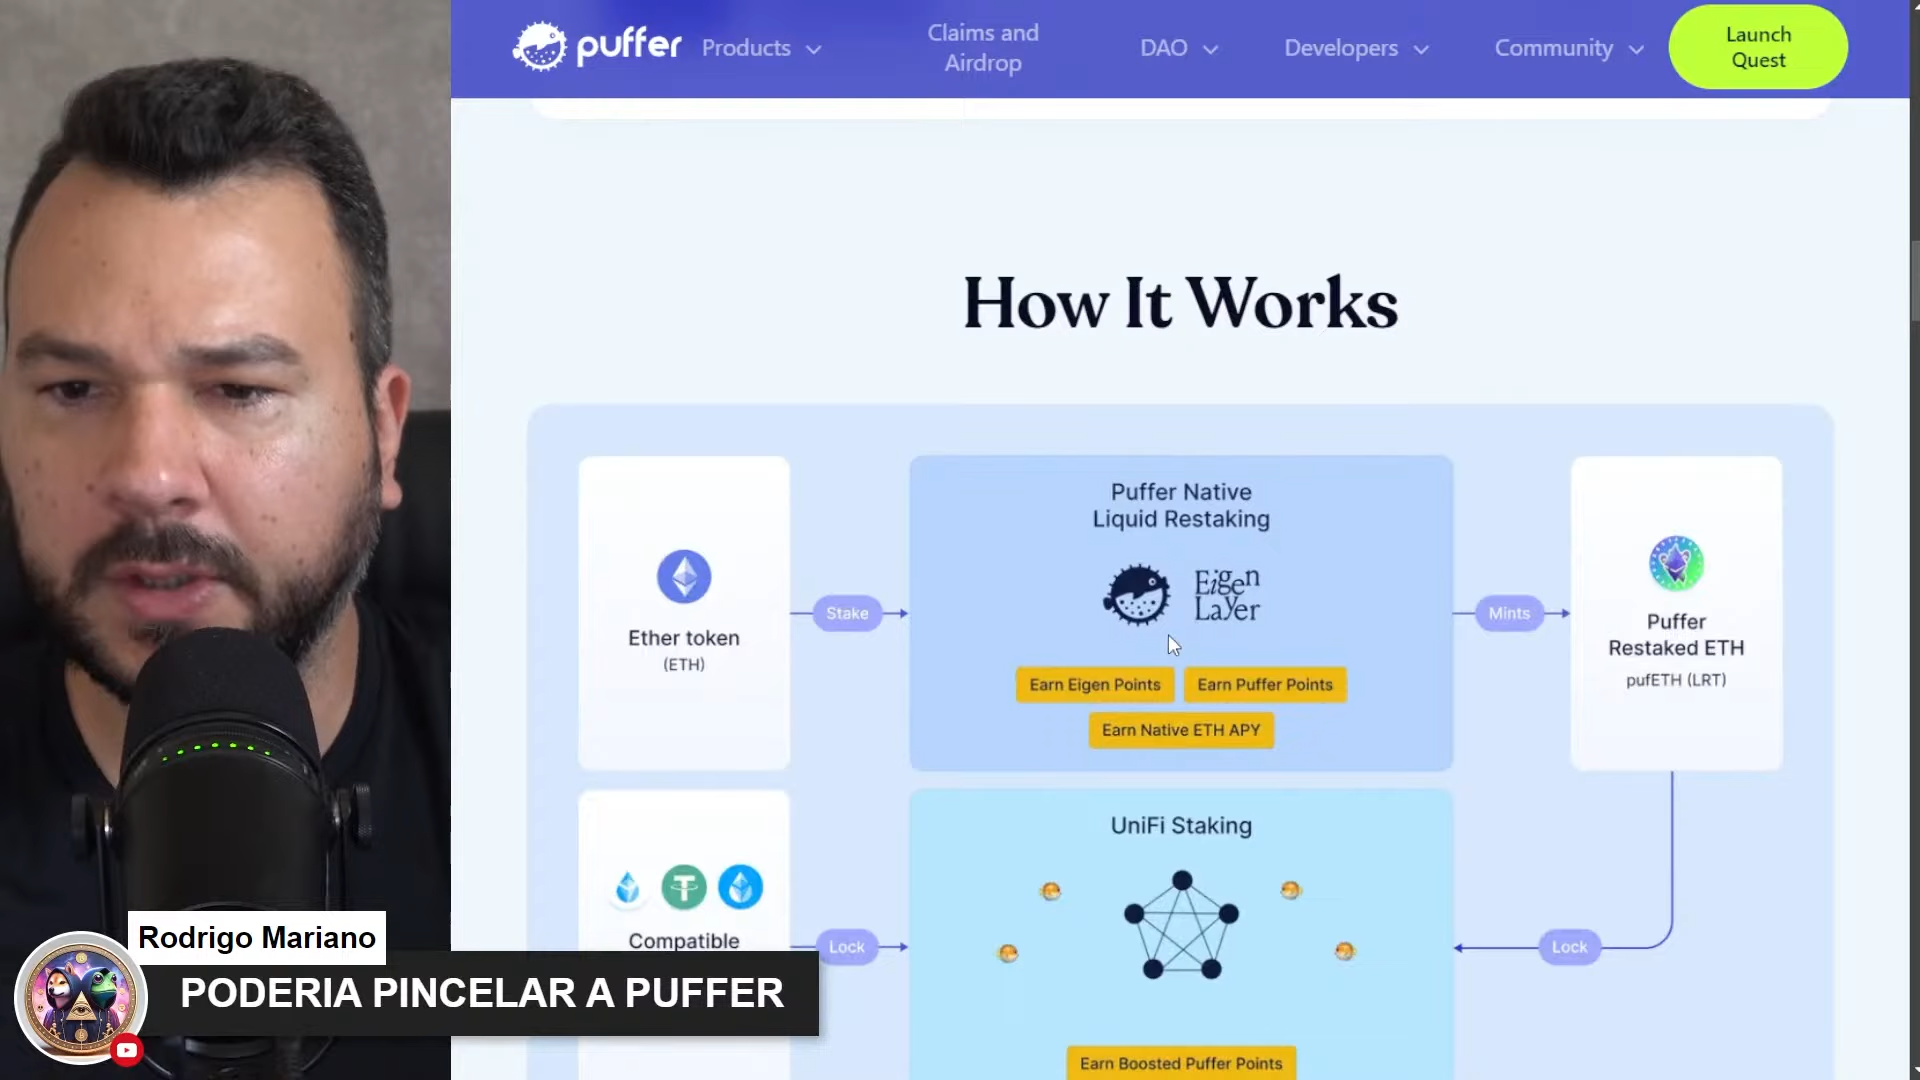 puffer
Products
Claims and
Airdrop
DAO
Developers
Community
Launch
Quest
How It Works
Ether token
(ETH)
Stake
Puffer Native
Liquid Restaking
Eigen
Layer
Earn Eigen Points
Earn Puffer Points
Earn Native ETH APY
Mints
Puffer
Restaked ETH
pufETH (LRT)
Compatible
Lock
UniFi Staking
Lock
Earn Boosted Puffer Points
Rodrigo Mariano
PODERIA PINCELAR A PUFFER